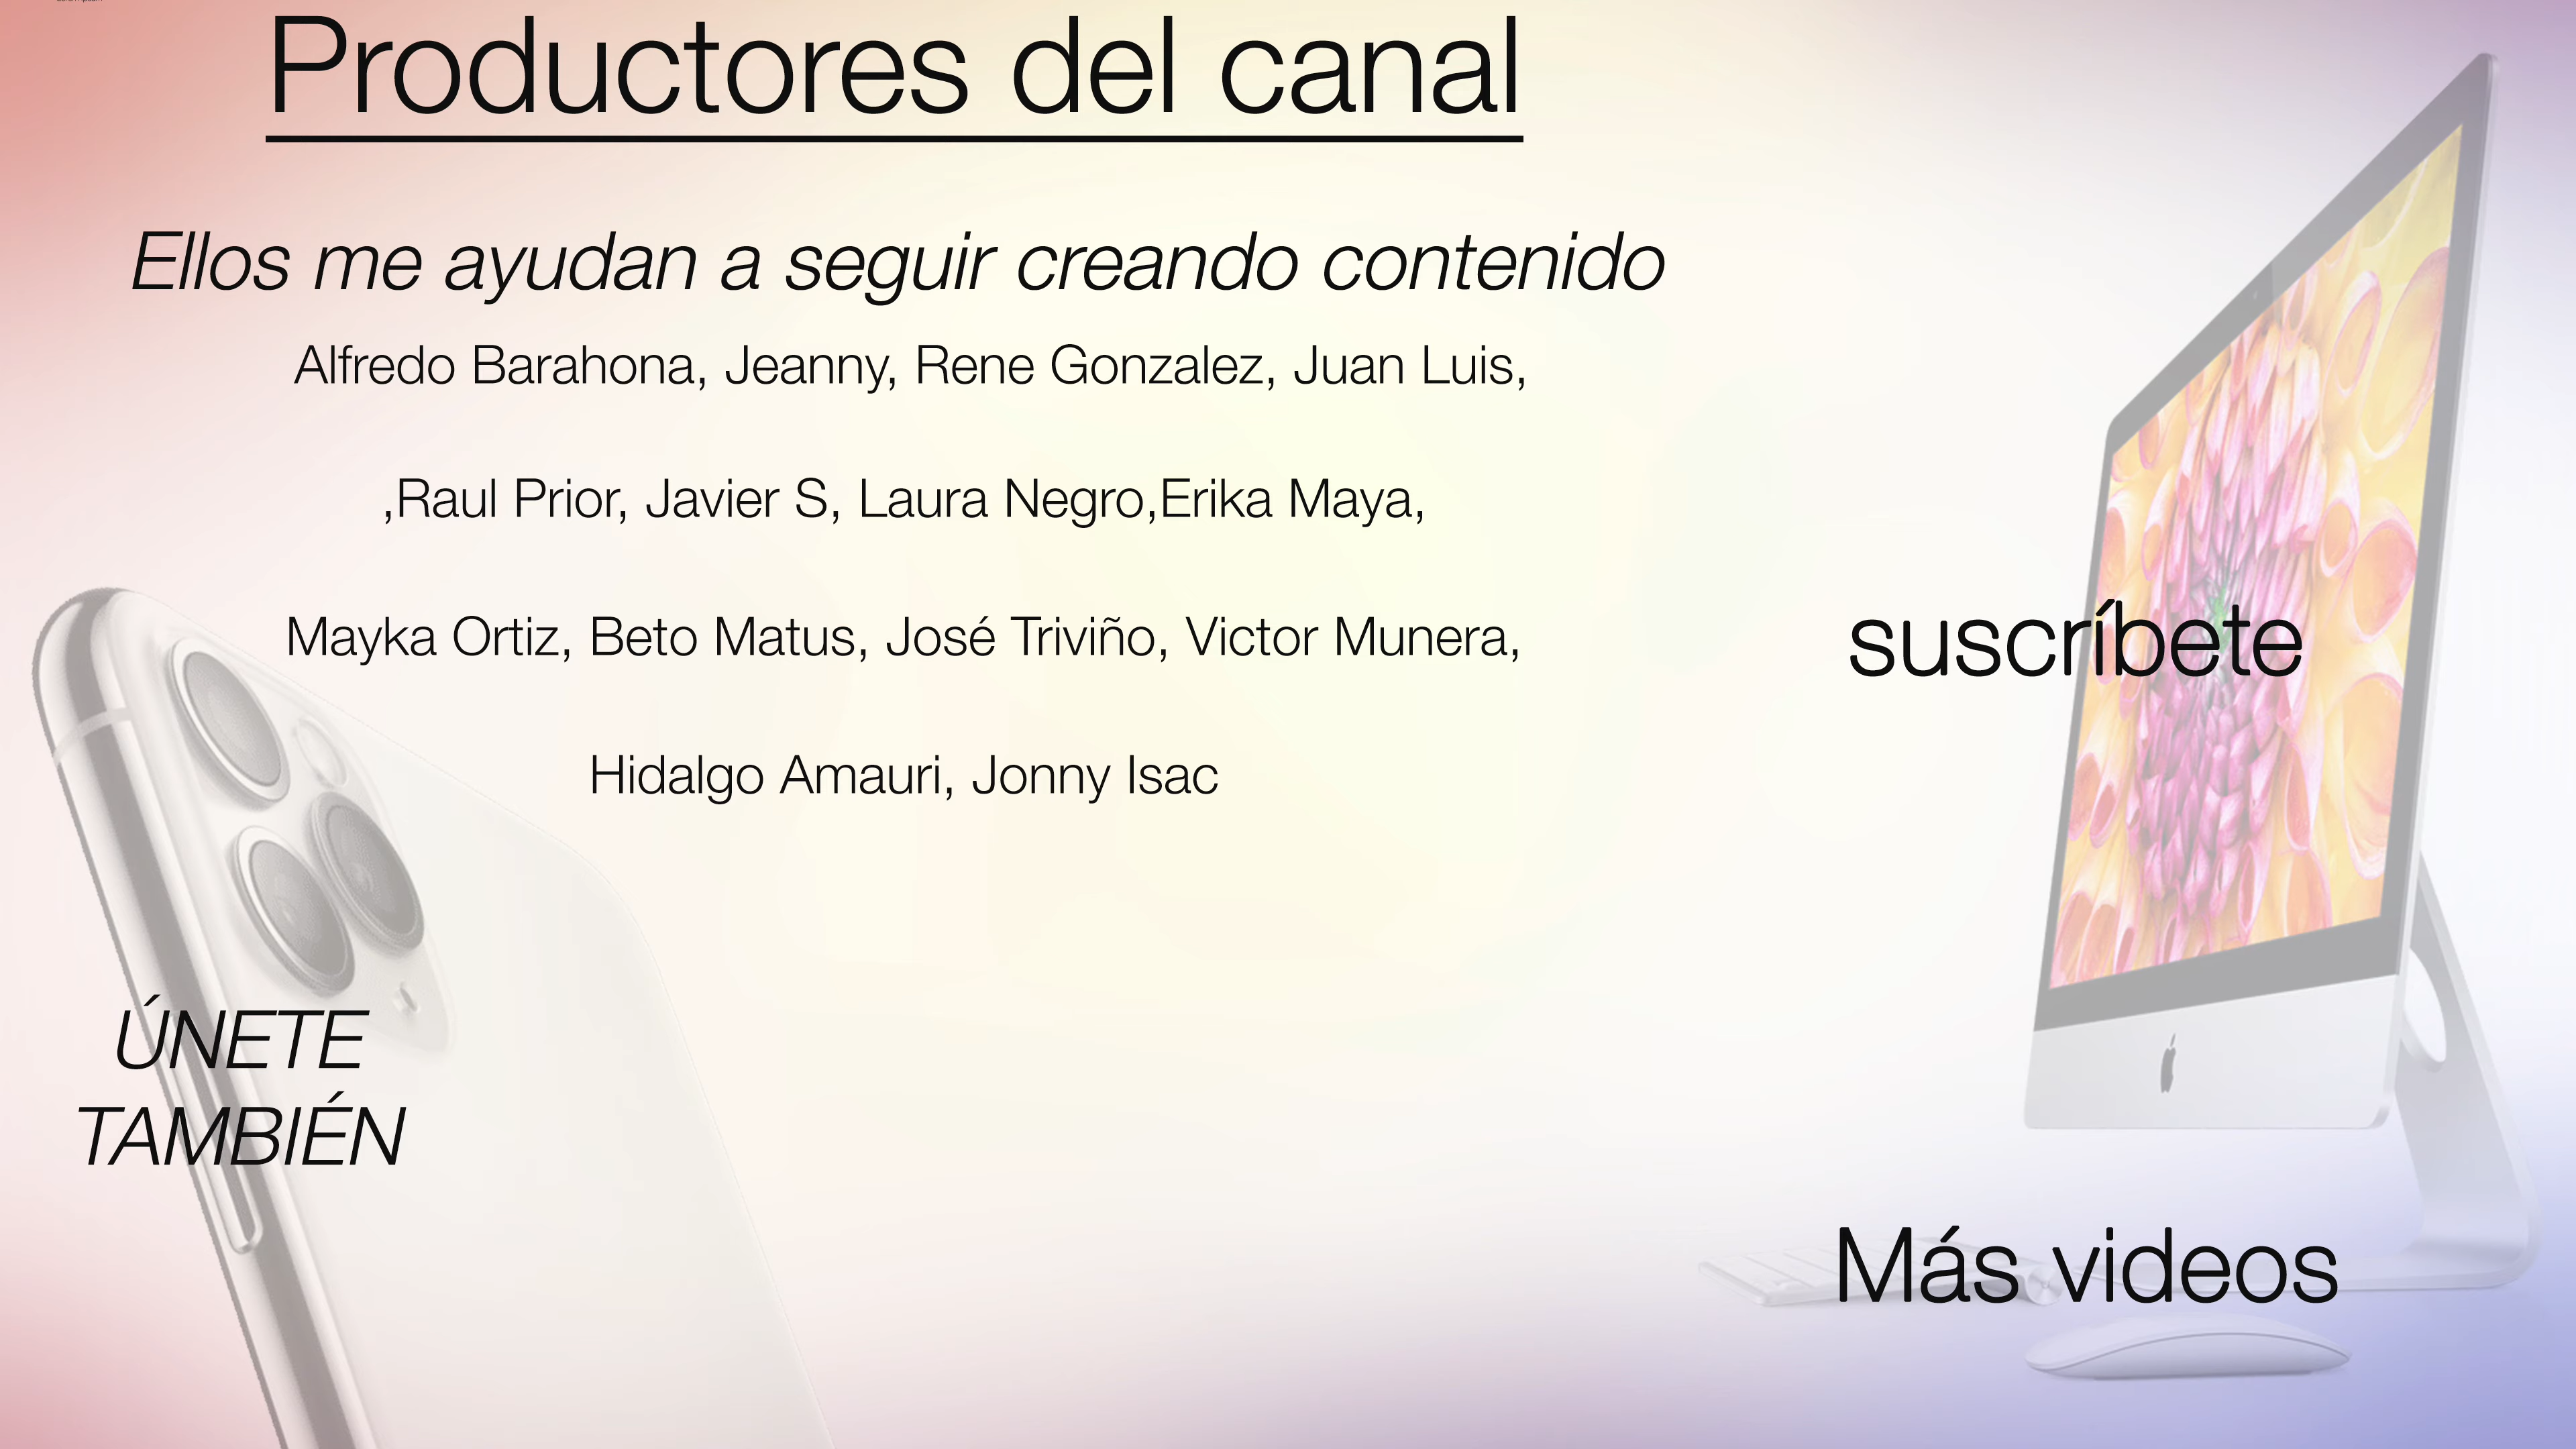 Productores del canal
Ellos me ayudan a seguir creando contenido
Alfredo Barahona, Jeanny, Rene Gonzalez, Juan Luis,
,Raul Prior, Javier S, Laura Negro,Erika Maya,
Mayka Ortiz, Beto Matus, José Triviño, Victor Munera,
Hidalgo Amauri, Jonny Isac
suscríbete
ÚNETE
TAMBIÉN
Más videos